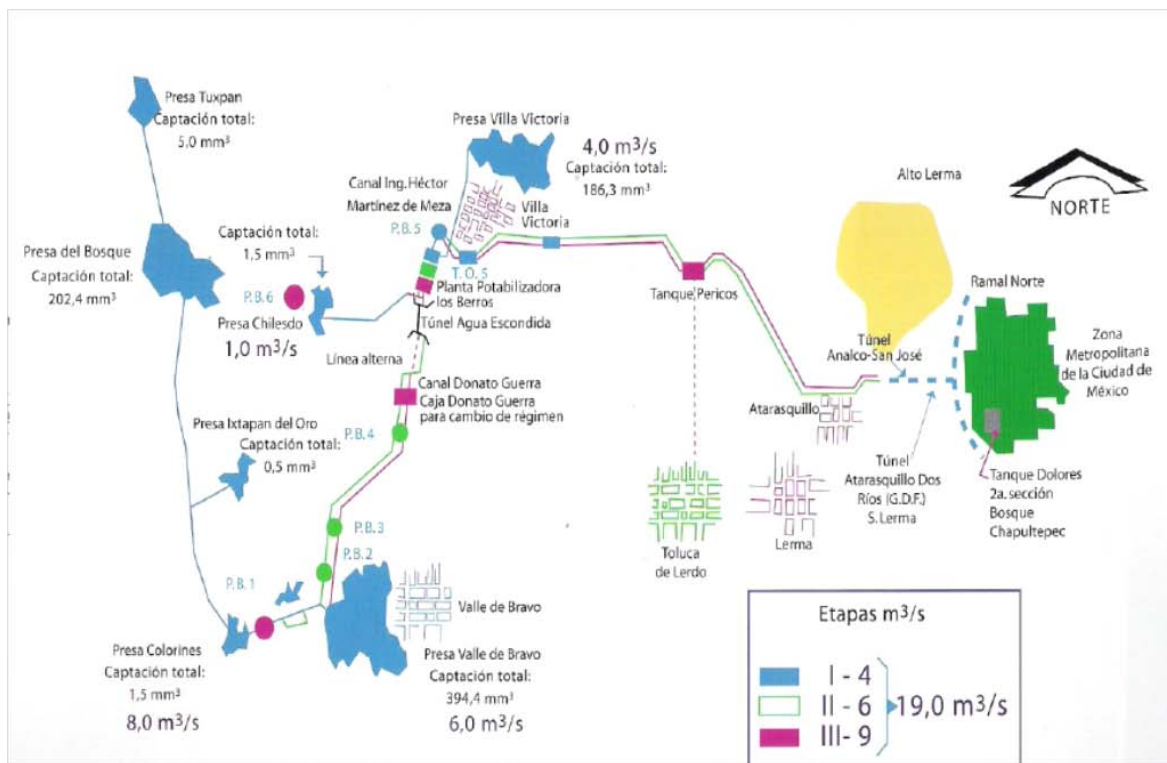 Presa Tuxpan
Captación total:
5,0 mm³
Presa Villa Victoria
4,0 m³/s
Captación total:
186,3 mm³
Alto Lerma
NORTE
Canal Ing. Héctor
Martínez de Meza
P.B.5
Villa
Victoria
Presa del Bosque
Captación total:
202,4 mm³
Captación total:
1,5 mm³
P.B.6
Presa Chilesdo
1,0 m³/s
T.O.5
Planta Potabilizadora
los Berros
Túnel Agua Escondida
Línea alterna
Tanque Pericos
Ramal Norte
Túnel
Analco-San José
Zona
Metropolitana
de la Ciudad de
México
Canal Donato Guerra
Caja Donato Guerra
para cambio de régimen
P.B.4
Presa Ixtapan del Oro
Captación total:
0,5 mm³
Atarasquillo
Túnel
Atarasquillo Dos
Ríos (G.D.F.)
S. Lerma
Tanque Dolores
2a. sección
Bosque
Chapultepec
P.B.3
P.B.2
P.B.1
Toluca
de Lerdo
Lerma
Valle de Bravo
Presa Colorines
Captación total:
1,5 mm³
8,0 m³/s
Presa Valle de Bravo
Captación total:
394,4 mm³
6,0 m³/s
Etapas m³/s
I - 4
II - 6
III - 9
19,0 m³/s